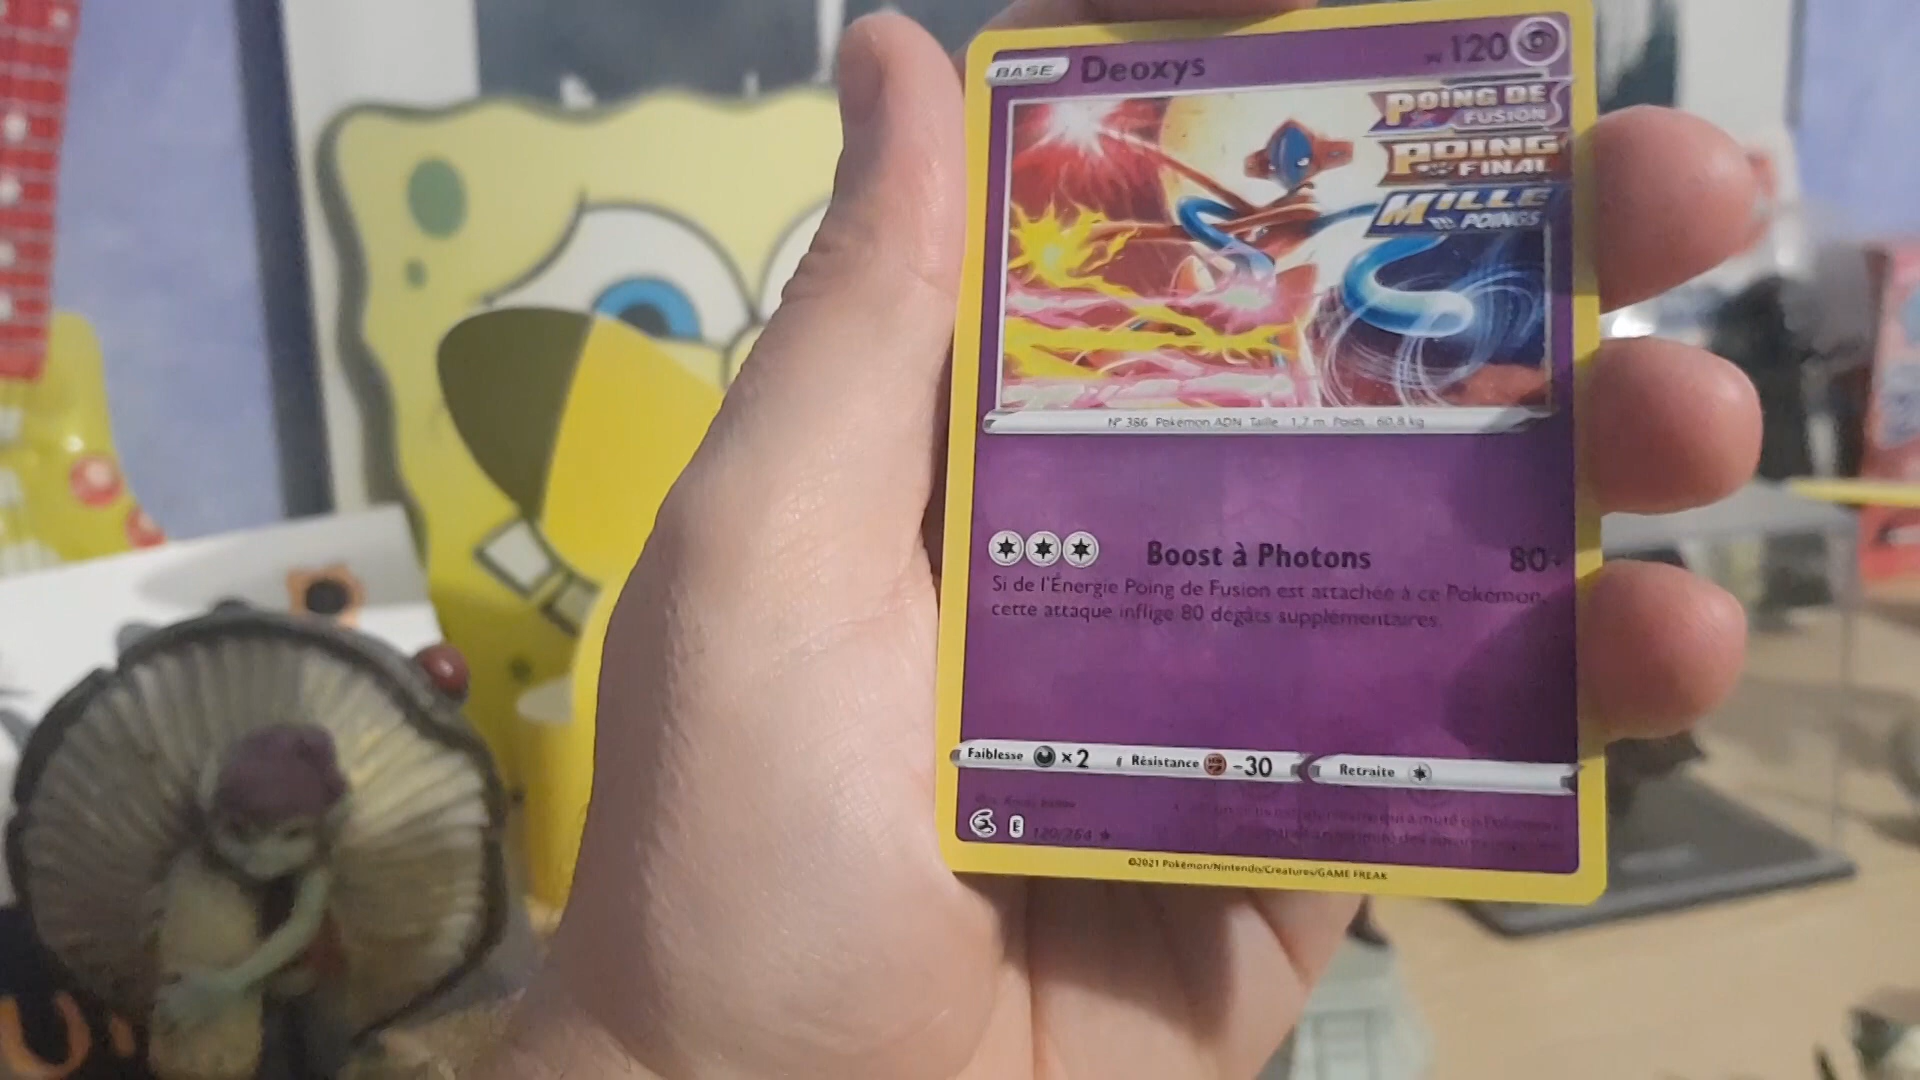 BASE Deoxys PV 120
POING DE
FUSION
POING
FINAL
MILLE
POINGS
N° 386 Pokémon ADN Taille : 1,7 m Poids : 60,8 kg
Boost à Photons 80+
Si de l'Énergie Poing de Fusion est attachée à ce Pokémon,
cette attaque inflige 80 dégâts supplémentaires.
Faiblesse ×2 Résistance -30 Retraite
E 120/264
©2021 Pokémon/Nintendo/Creatures/GAME FREAK